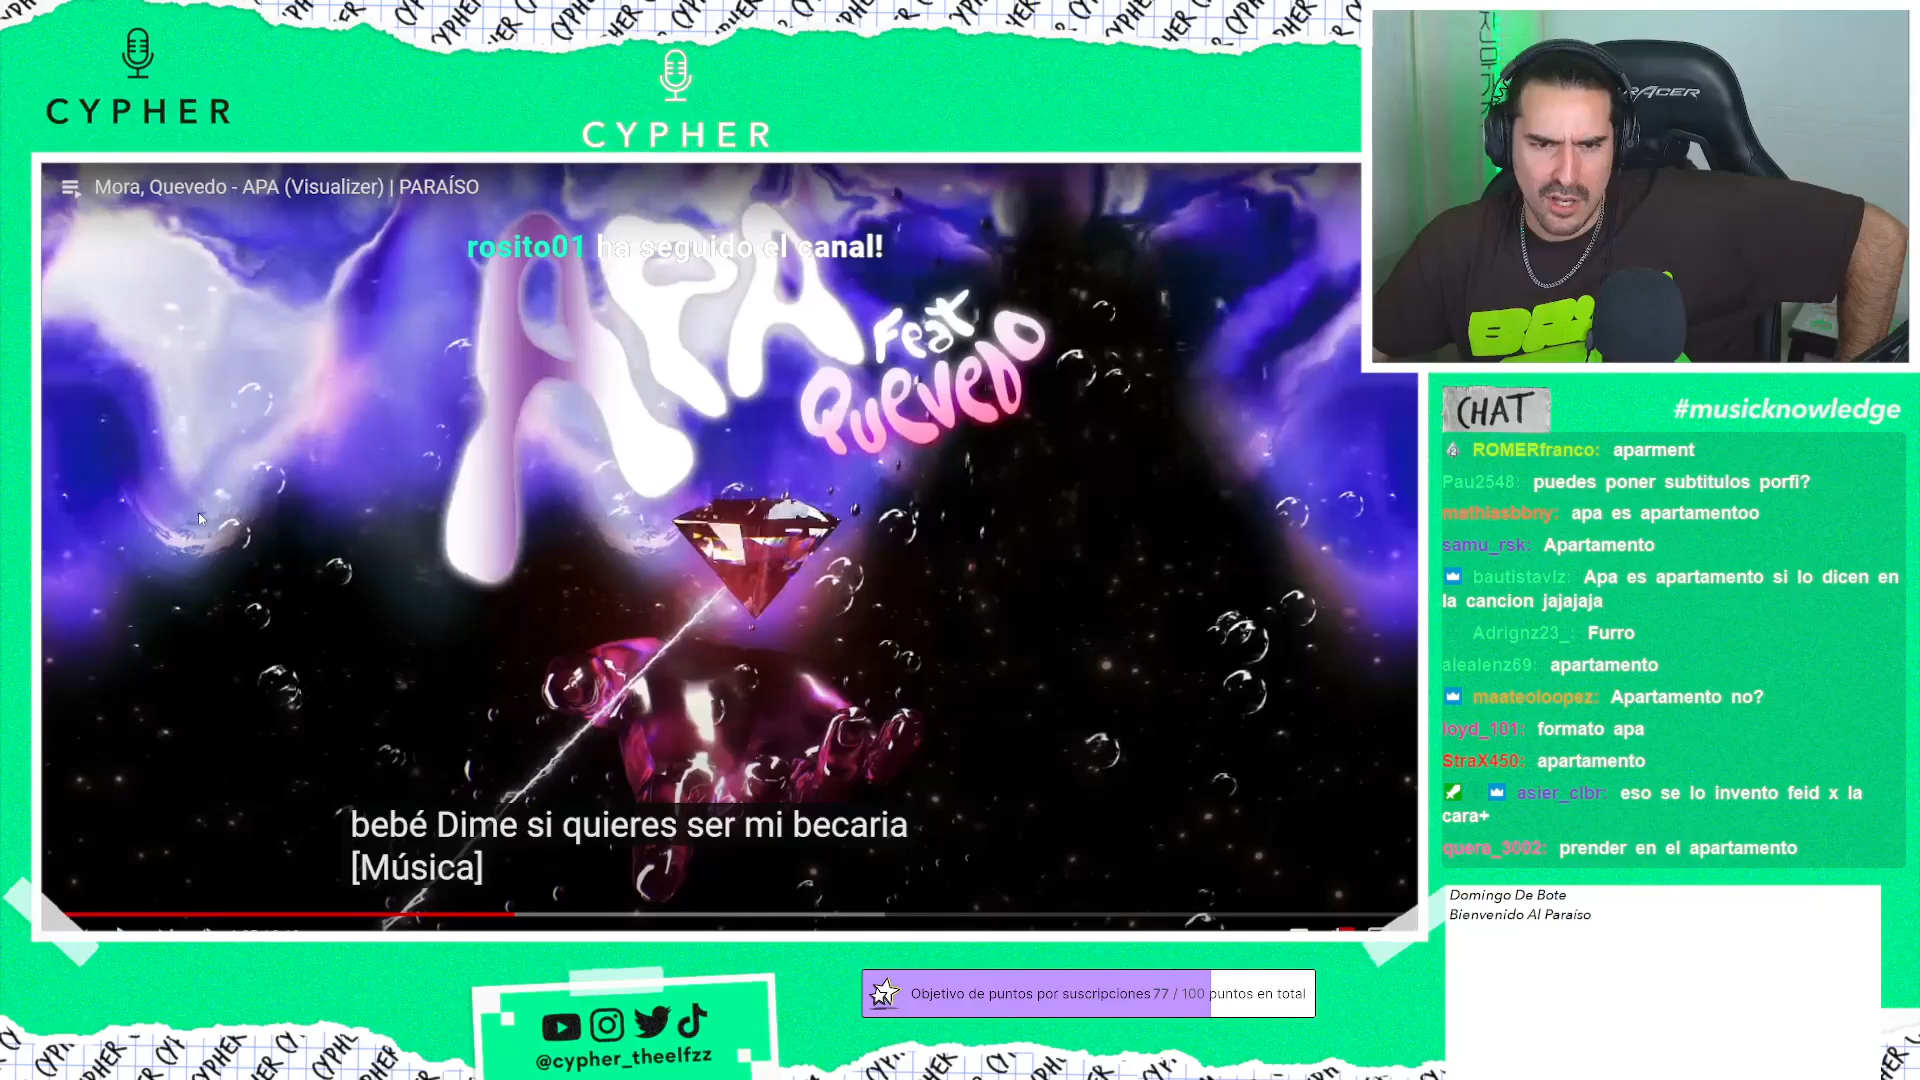 CYPHER
CYPHER
Mora, Quevedo - APA (Visualizer) | PARAÍSO
rosito01 ha seguido el canal!
APA
Feat
QUEVEDO
bebé Dime si quieres ser mi becaria
[Música]
RACER
CHAT
#musicknowledge
ROMERfranco: aparment
Pau2548: puedes poner subtitulos porfi?
mathiasbbny: apa es apartamentoo
samu_rsk: Apartamento
bautistavlz: Apa es apartamento si lo dicen en
la cancion jajajaja
Adrignz23_: Furro
alealenz69: apartamento
maateoloopez: Apartamento no?
loyd_101: formato apa
StraX450: apartamento
asier_clbr: eso se lo invento feid x la
cara+
quera_3002: prender en el apartamento
Domingo De Bote
Bienvenido Al Paraíso
Objetivo de puntos por suscripciones 77 / 100 puntos en total
@cypher_theelfzz